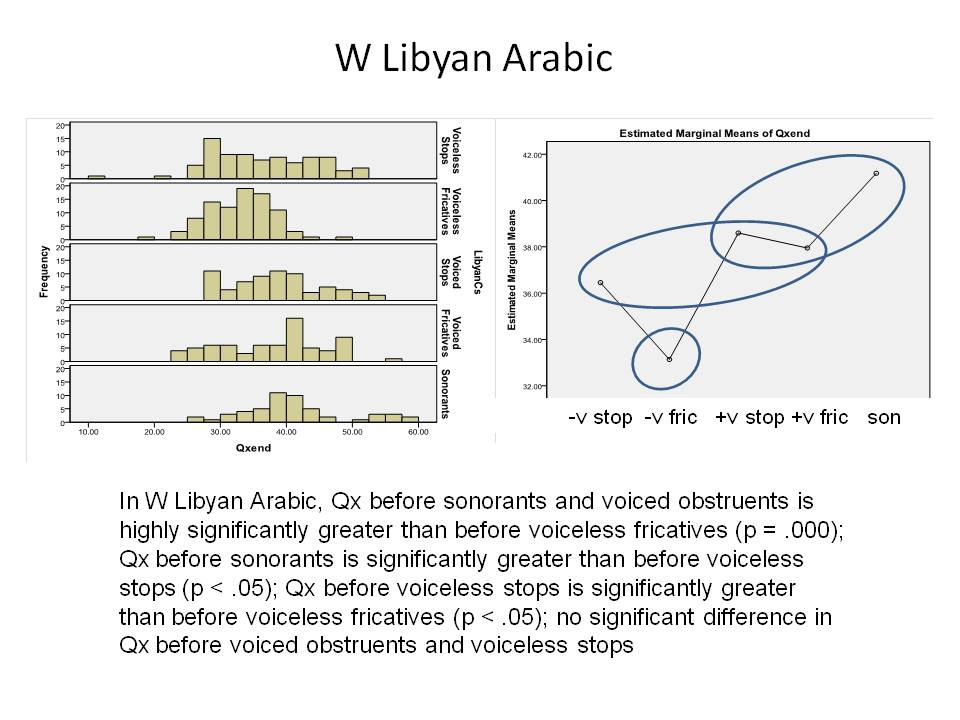 W Libyan Arabic
20
15
10
5
0
Voiceless
Stops
20
15
10
5
0
Voiceless
Fricatives
20
15
10
5
0
Voiced
Stops
20
15
10
5
0
Voiced
Fricatives
20
15
10
5
0
Sonorants
Frequency
LibyanCs
10.00 20.00 30.00 40.00 50.00 60.00
Qxend
Estimated Marginal Means of Qxend
42.00
40.00
38.00
36.00
34.00
32.00
Estimated Marginal Means
-v stop -v fric +v stop +v fric son
In W Libyan Arabic, Qx before sonorants and voiced obstruents is
highly significantly greater than before voiceless fricatives (p = .000);
Qx before sonorants is significantly greater than before voiceless
stops (p < .05); Qx before voiceless stops is significantly greater
than before voiceless fricatives (p < .05); no significant difference in
Qx before voiced obstruents and voiceless stops